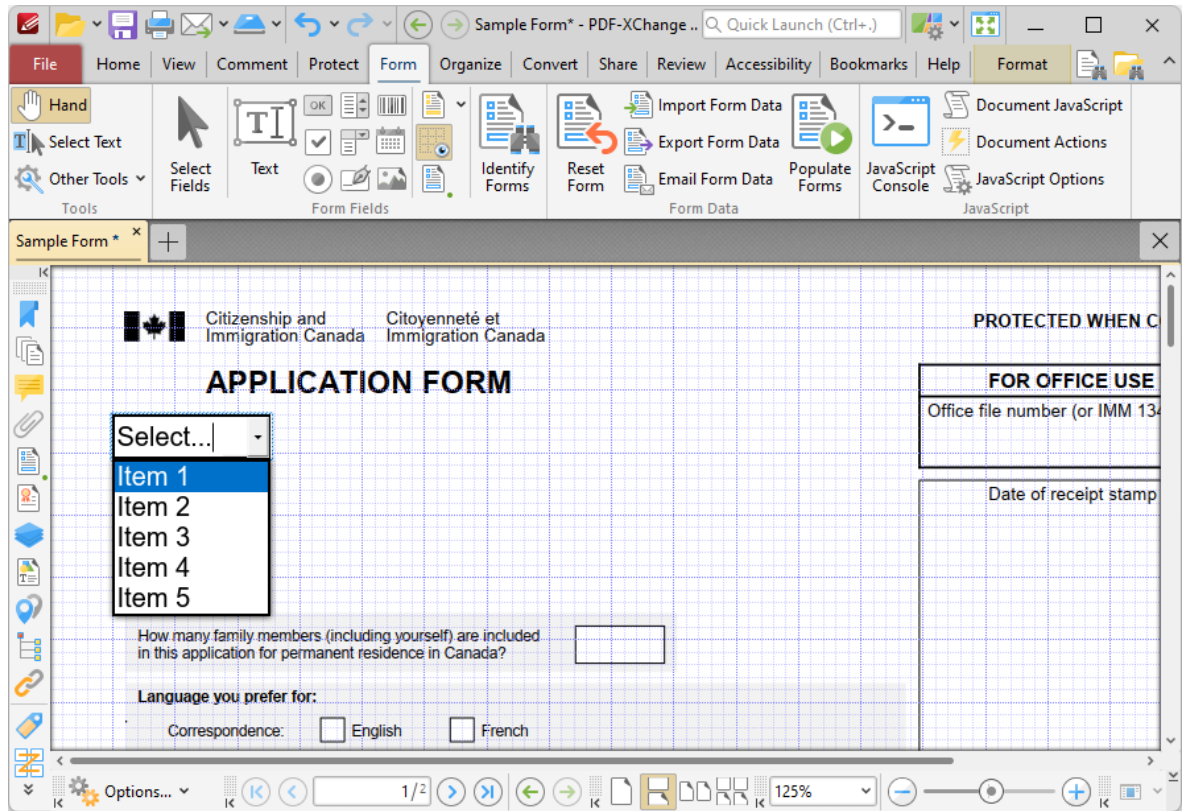 Sample Form* - PDF-XChange ..
Quick Launch (Ctrl+.)
File
Home
View
Comment
Protect
Form
Organize
Convert
Share
Review
Accessibility
Bookmarks
Help
Format
Hand
Select Text
Other Tools
Tools
Select
Fields
T
Text
OK
Form Fields
Identify
Forms
Reset
Form
Import Form Data
Export Form Data
Email Form Data
Populate
Forms
Form Data
JavaScript
Console
Document JavaScript
Document Actions
JavaScript Options
JavaScript
Sample Form *
Citizenship and
Immigration Canada
Citoyenneté et
Immigration Canada
PROTECTED WHEN C
APPLICATION FORM
FOR OFFICE USE
Office file number (or IMM 134
Select...
Item 1
Item 2
Item 3
Item 4
Item 5
Date of receipt stamp
How many family members (including yourself) are included
in this application for permanent residence in Canada?
Language you prefer for:
Correspondence:
English
French
Options...
1/2
125%